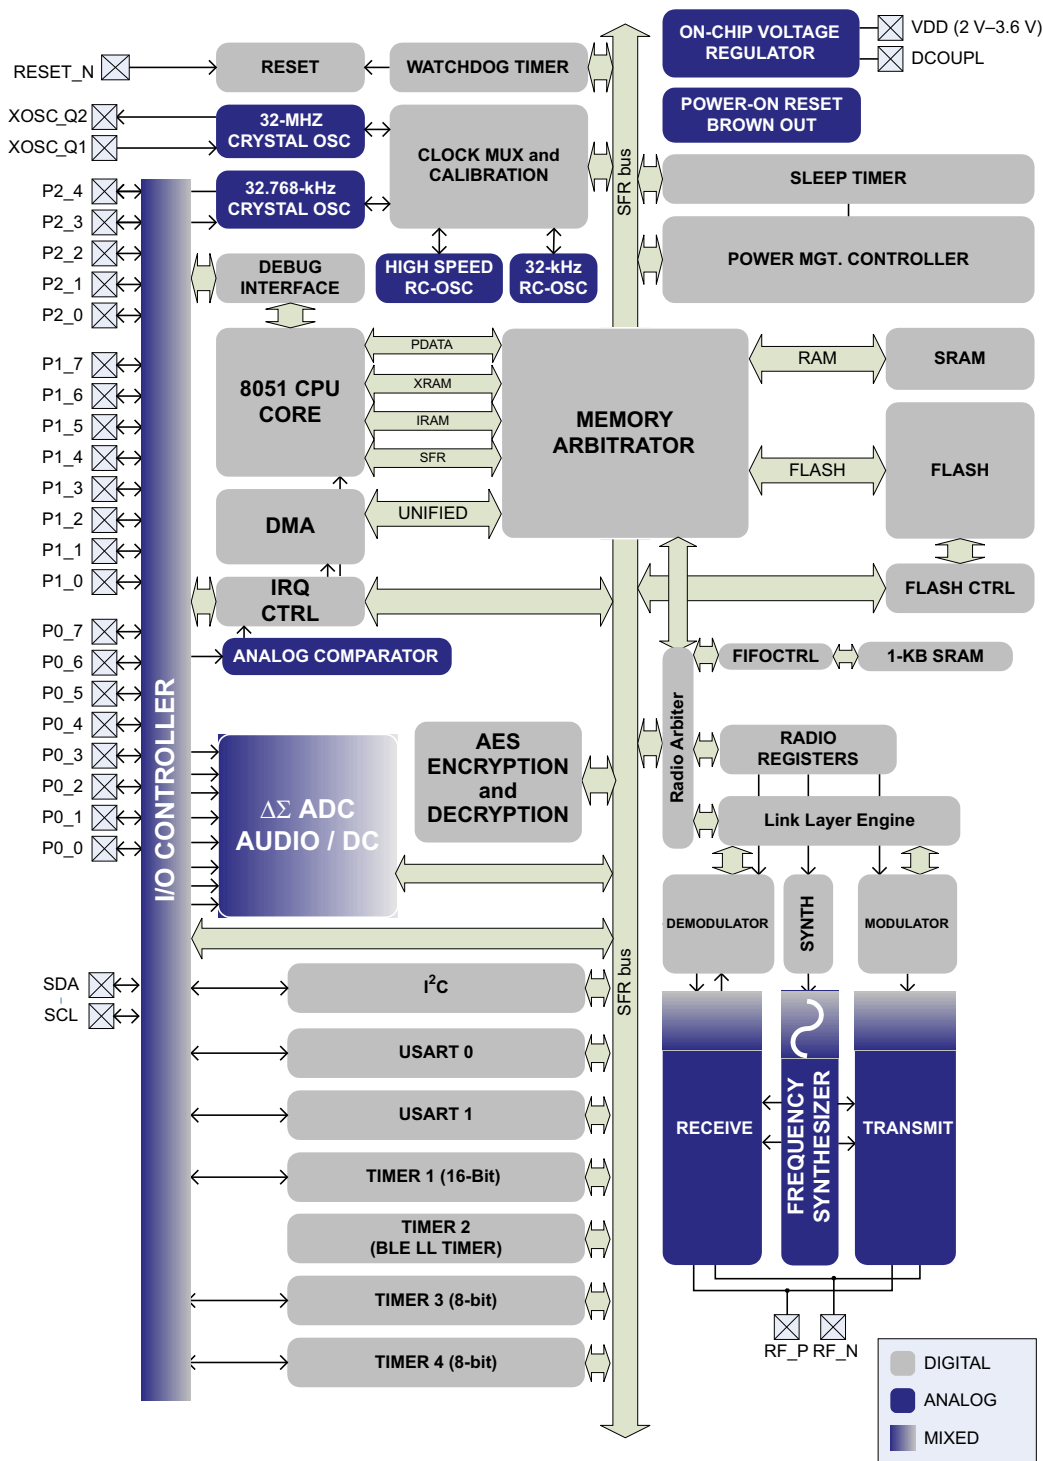 ON-CHIP VOLTAGE
REGULATOR
VDD (2 V–3.6 V)
DCOUPL
RESET_N
RESET
WATCHDOG TIMER
SFR bus
POWER-ON RESET
BROWN OUT
XOSC_Q2
XOSC_Q1
32-MHZ
CRYSTAL OSC
CLOCK MUX and
CALIBRATION
SLEEP TIMER
32.768-kHz
CRYSTAL OSC
POWER MGT. CONTROLLER
HIGH SPEED
RC-OSC
32-kHz
RC-OSC
DEBUG
INTERFACE
P2_4
P2_3
P2_2
P2_1
P2_0
P1_7
P1_6
P1_5
P1_4
P1_3
P1_2
P1_1
P1_0
P0_7
P0_6
P0_5
P0_4
P0_3
P0_2
P0_1
P0_0
SDA
SCL
I/O CONTROLLER
8051 CPU
CORE
PDATA
XRAM
IRAM
SFR
UNIFIED
DMA
IRQ
CTRL
MEMORY
ARBITRATOR
RAM
SRAM
FLASH
FLASH
FLASH CTRL
ANALOG COMPARATOR
FIFOCTRL
1-KB SRAM
Radio Arbiter
RADIO
REGISTERS
Link Layer Engine
AES
ENCRYPTION
and
DECRYPTION
ΔΣ ADC
AUDIO / DC
DEMODULATOR
SYNTH
MODULATOR
SFR bus
I²C
USART 0
USART 1
TIMER 1 (16-Bit)
TIMER 2
(BLE LL TIMER)
TIMER 3 (8-bit)
TIMER 4 (8-bit)
RECEIVE
FREQUENCY
SYNTHESIZER
TRANSMIT
RF_P
RF_N
DIGITAL
ANALOG
MIXED